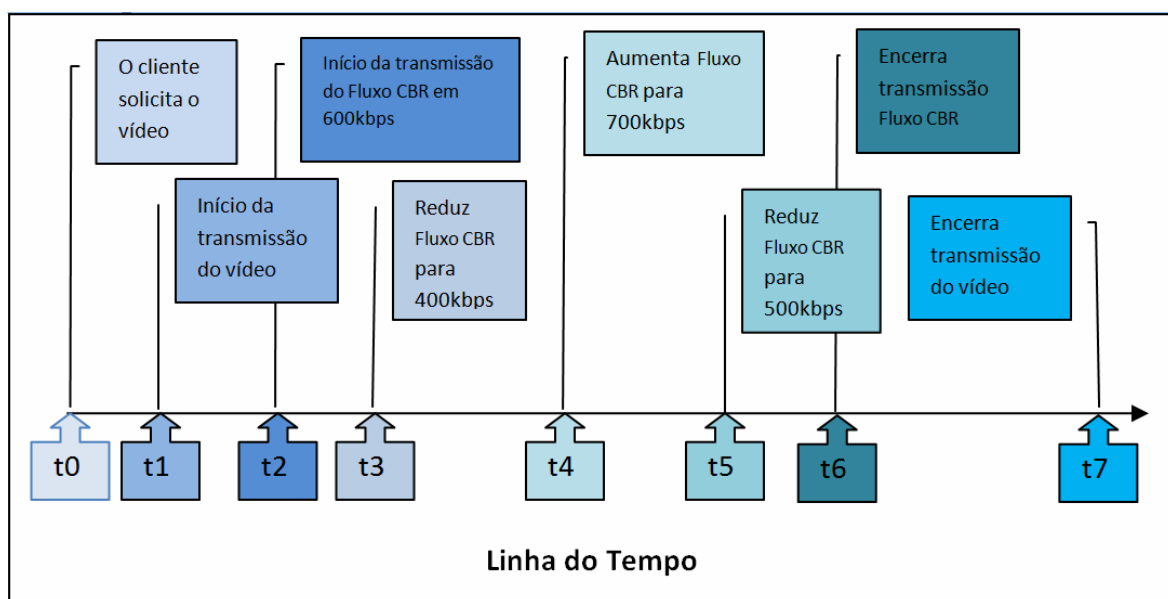 O cliente
solicita o
vídeo
Início da transmissão
do Fluxo CBR em
600kbps
Aumenta Fluxo
CBR para
700kbps
Encerra
transmissão
Fluxo CBR
Início da
transmissão
do vídeo
Reduz
Fluxo CBR
para
400kbps
Reduz
Fluxo CBR
para
500kbps
Encerra
transmissão
do vídeo
t0
t1
t2
t3
t4
t5
t6
t7
Linha do Tempo